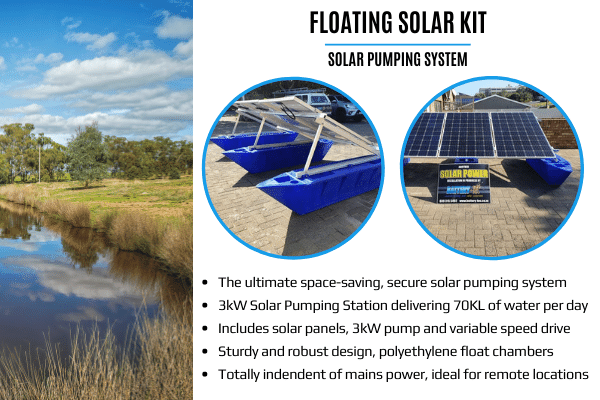 FLOATING SOLAR KIT
SOLAR PUMPING SYSTEM
SOLAR POWER
• The ultimate space-saving, secure solar pumping system
• 3kW Solar Pumping Station delivering 70KL of water per day
• Includes solar panels, 3kW pump and variable speed drive
• Sturdy and robust design, polyethylene float chambers
• Totally indendent of mains power, ideal for remote locations